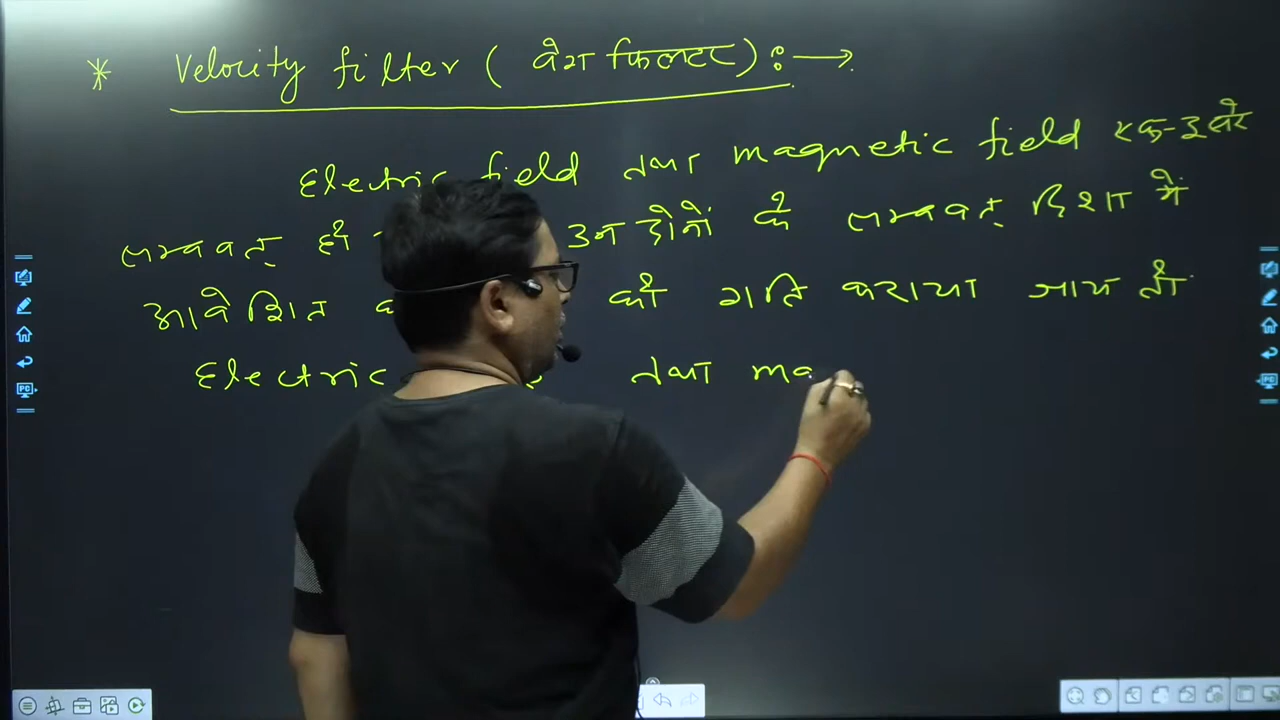 * Velocity filter ( वेग फिल्टर ) : →
Electric field तथा magnetic field एक-दूसरे
लम्बवत् हो उन दोनों के लम्बवत् दिशा में
आवेशित को गति कराया जाय तो
Electric तथा ma